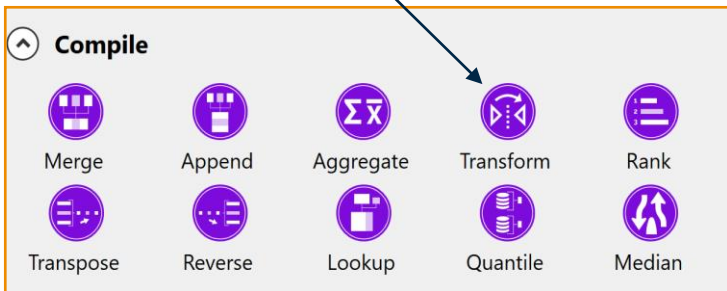 Compile
Merge Append Aggregate Transform Rank
Transpose Reverse Lookup Quantile Median